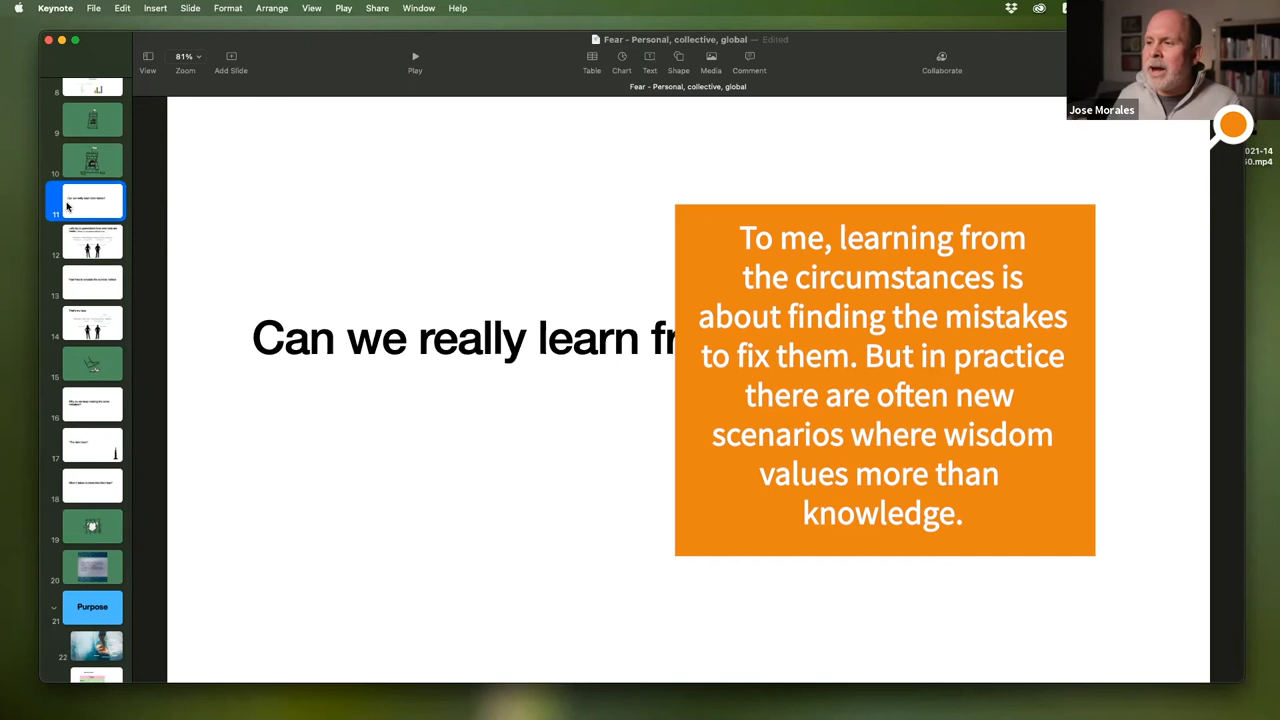 Keynote File Edit Insert Slide Format Arrange View Play Share Window Help
Fear - Personal, collective, global — Edited
81%
View Zoom Add Slide Play Table Chart Text Shape Media Comment Collaborate
Fear - Personal, collective, global
Jose Morales
2021-14
60.mp4
8
9
10
11
12
13
14
15
16
17
18
19
20
Purpose
21
22
Can we really learn
To me, learning from
the circumstances is
about finding the mistakes
to fix them. But in practice
there are often new
scenarios where wisdom
values more than
knowledge.